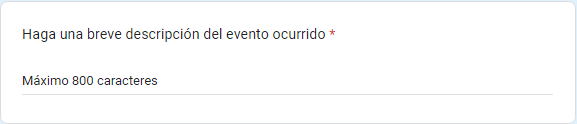 Haga una breve descripción del evento ocurrido *
Máximo 800 caracteres